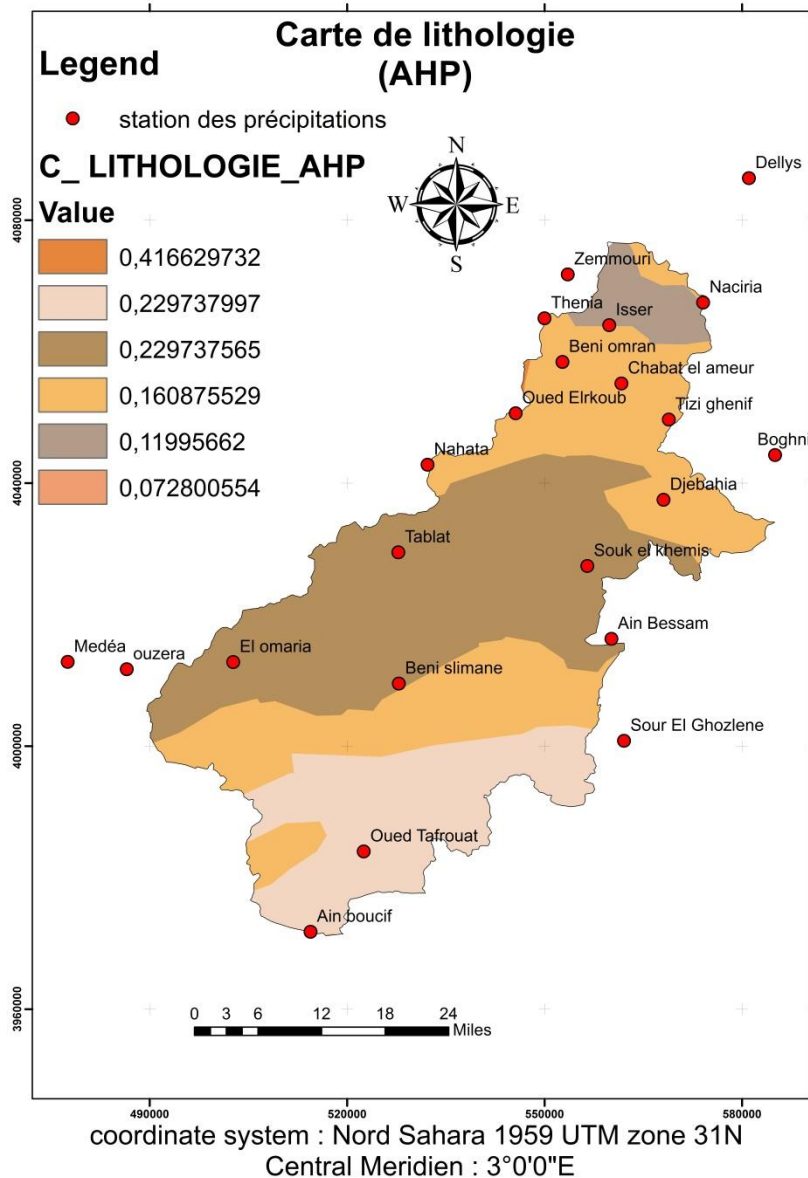 Carte de lithologie
(AHP)
Legend
station des précipitations
C_ LITHOLOGIE_AHP
Value
0,416629732
0,229737997
0,229737565
0,160875529
0,11995662
0,072800554
N
W E
S
Dellys
Zemmouri
Naciria
Thenia
Isser
Beni omran
Chabat el ameur
Oued Elrkoub
Tizi ghenif
Nahata
Boghni
Djebahia
Tablat
Souk el khemis
Ain Bessam
Medéa
ouzera
El omaria
Beni slimane
Sour El Ghozlene
Oued Tafrouat
Ain boucif
4080000
4040000
4000000
3960000
0 3 6 12 18 24
Miles
490000 520000 550000 580000
coordinate system : Nord Sahara 1959 UTM zone 31N
Central Meridien : 3°0'0"E